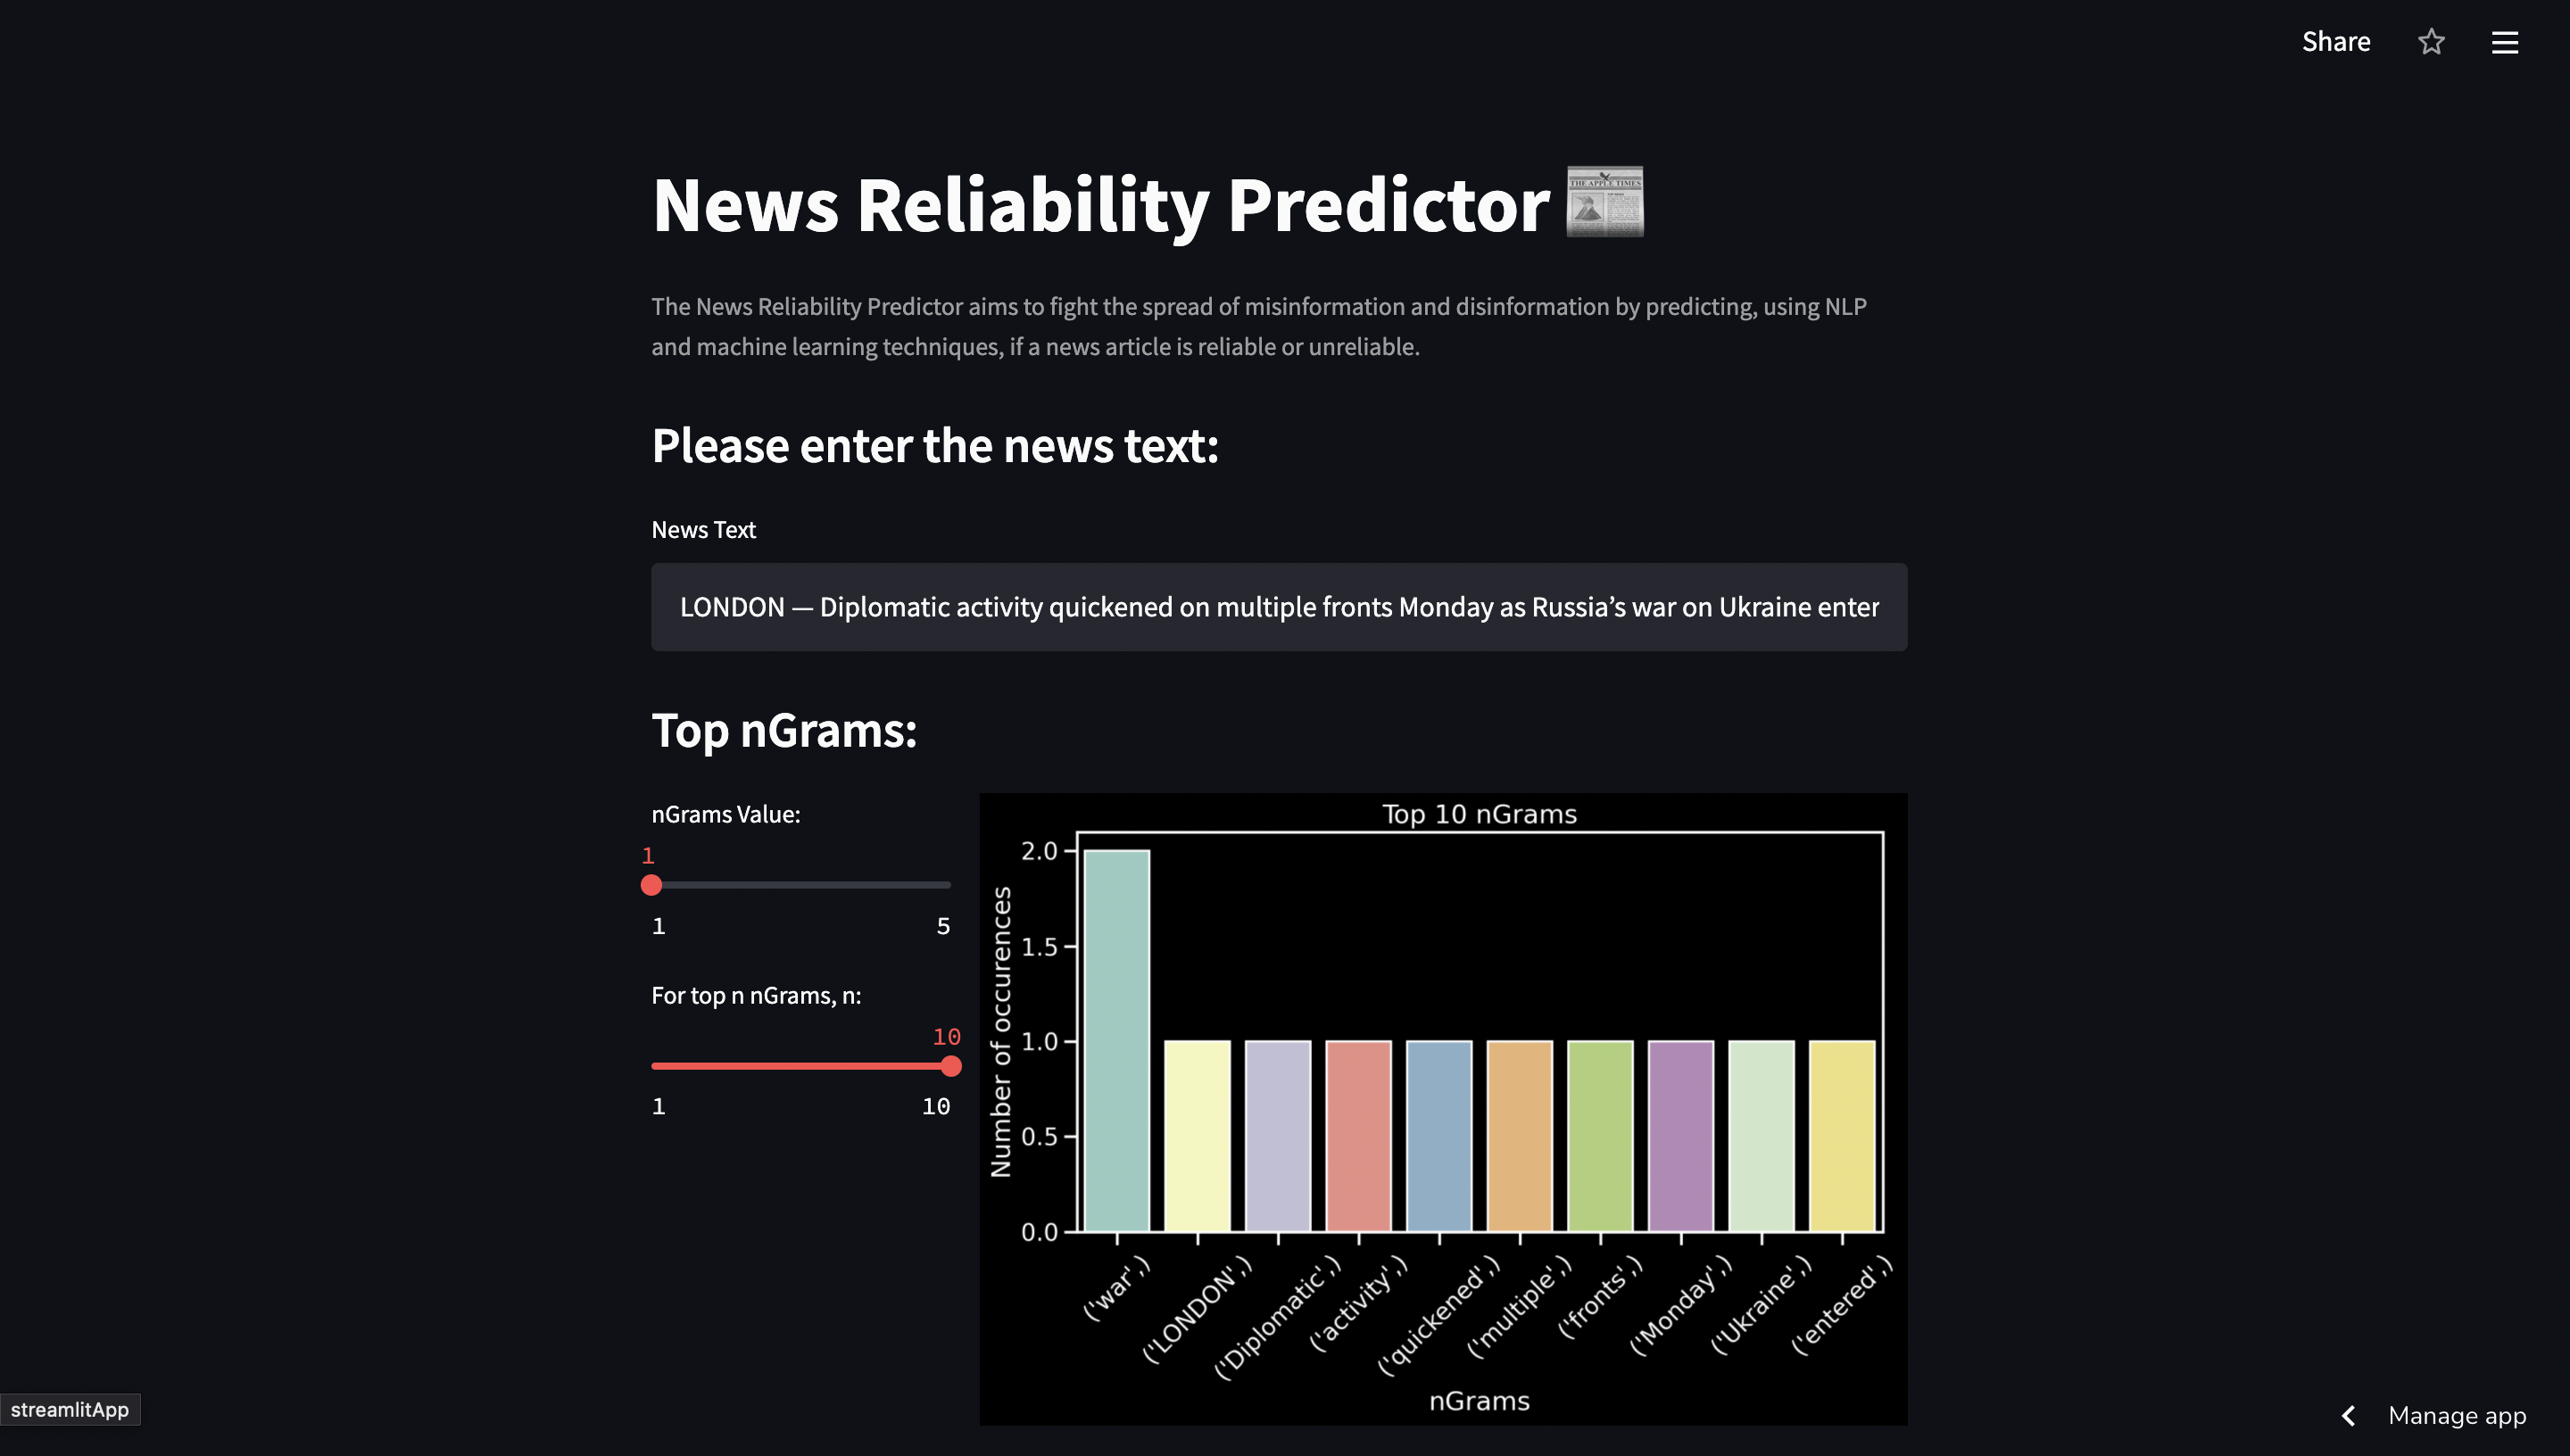 Share
News Reliability Predictor
THE APPLE TIMES
The News Reliability Predictor aims to fight the spread of misinformation and disinformation by predicting, using NLP
and machine learning techniques, if a news article is reliable or unreliable.
Please enter the news text:
News Text
LONDON — Diplomatic activity quickened on multiple fronts Monday as Russia’s war on Ukraine enter
Top nGrams:
nGrams Value:
1
1 5
For top n nGrams, n:
10
1 10
Top 10 nGrams
Number of occurences
2.0
1.5
1.0
0.5
0.0
('war',)
('LONDON',)
('Diplomatic',)
('activity',)
('quickened',)
('multiple',)
('fronts',)
('Monday',)
('Ukraine',)
('entered',)
nGrams
streamlitApp
Manage app